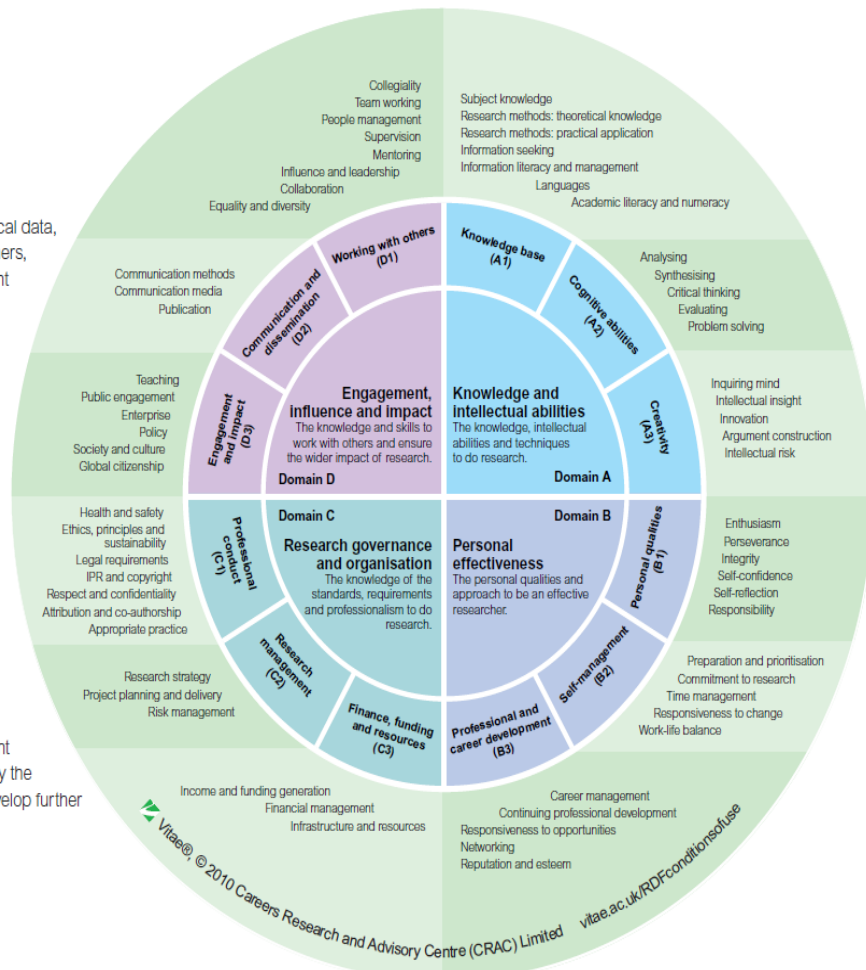 Collegiality
Team working
People management
Supervision
Mentoring
Influence and leadership
Collaboration
Equality and diversity
Subject knowledge
Research methods: theoretical knowledge
Research methods: practical application
Information seeking
Information literacy and management
Languages
Academic literacy and numeracy
cal data,
ners,
nt
Communication methods
Communication media
Publication
Working with others
(D1)
Knowledge base
(A1)
Analysing
Synthesising
Critical thinking
Evaluating
Problem solving
Communication and
dissemination
(D2)
Cognitive abilities
(A2)
Teaching
Public engagement
Enterprise
Policy
Society and culture
Global citizenship
Engagement
and impact
(D3)
Engagement,
influence and impact
The knowledge and skills to
work with others and ensure
the wider impact of research.
Domain D
Knowledge and
intellectual abilities
The knowledge, intellectual
abilities and techniques
to do research.
Domain A
Creativity
(A3)
Inquiring mind
Intellectual insight
Innovation
Argument construction
Intellectual risk
Health and safety
Ethics, principles and
sustainability
Legal requirements
IPR and copyright
Respect and confidentiality
Attribution and co-authorship
Appropriate practice
Professional
conduct
(C1)
Domain C
Research governance
and organisation
The knowledge of the
standards, requirements
and professionalism to do
research.
Domain B
Personal
effectiveness
The personal qualities and
approach to be an effective
researcher.
Personal qualities
(B1)
Enthusiasm
Perseverance
Integrity
Self-confidence
Self-reflection
Responsibility
Research strategy
Project planning and delivery
Risk management
Research
management
(C2)
Self-management
(B2)
Preparation and prioritisation
Commitment to research
Time management
Responsiveness to change
Work-life balance
Finance, funding
and resources
(C3)
Professional and
career development
(B3)
nt
y the
velop further
Income and funding generation
Financial management
Infrastructure and resources
Career management
Continuing professional development
Responsiveness to opportunities
Networking
Reputation and esteem
Vitae®, © 2010 Careers Research and Advisory Centre (CRAC) Limited
vitae.ac.uk/RDFconditionsofuse